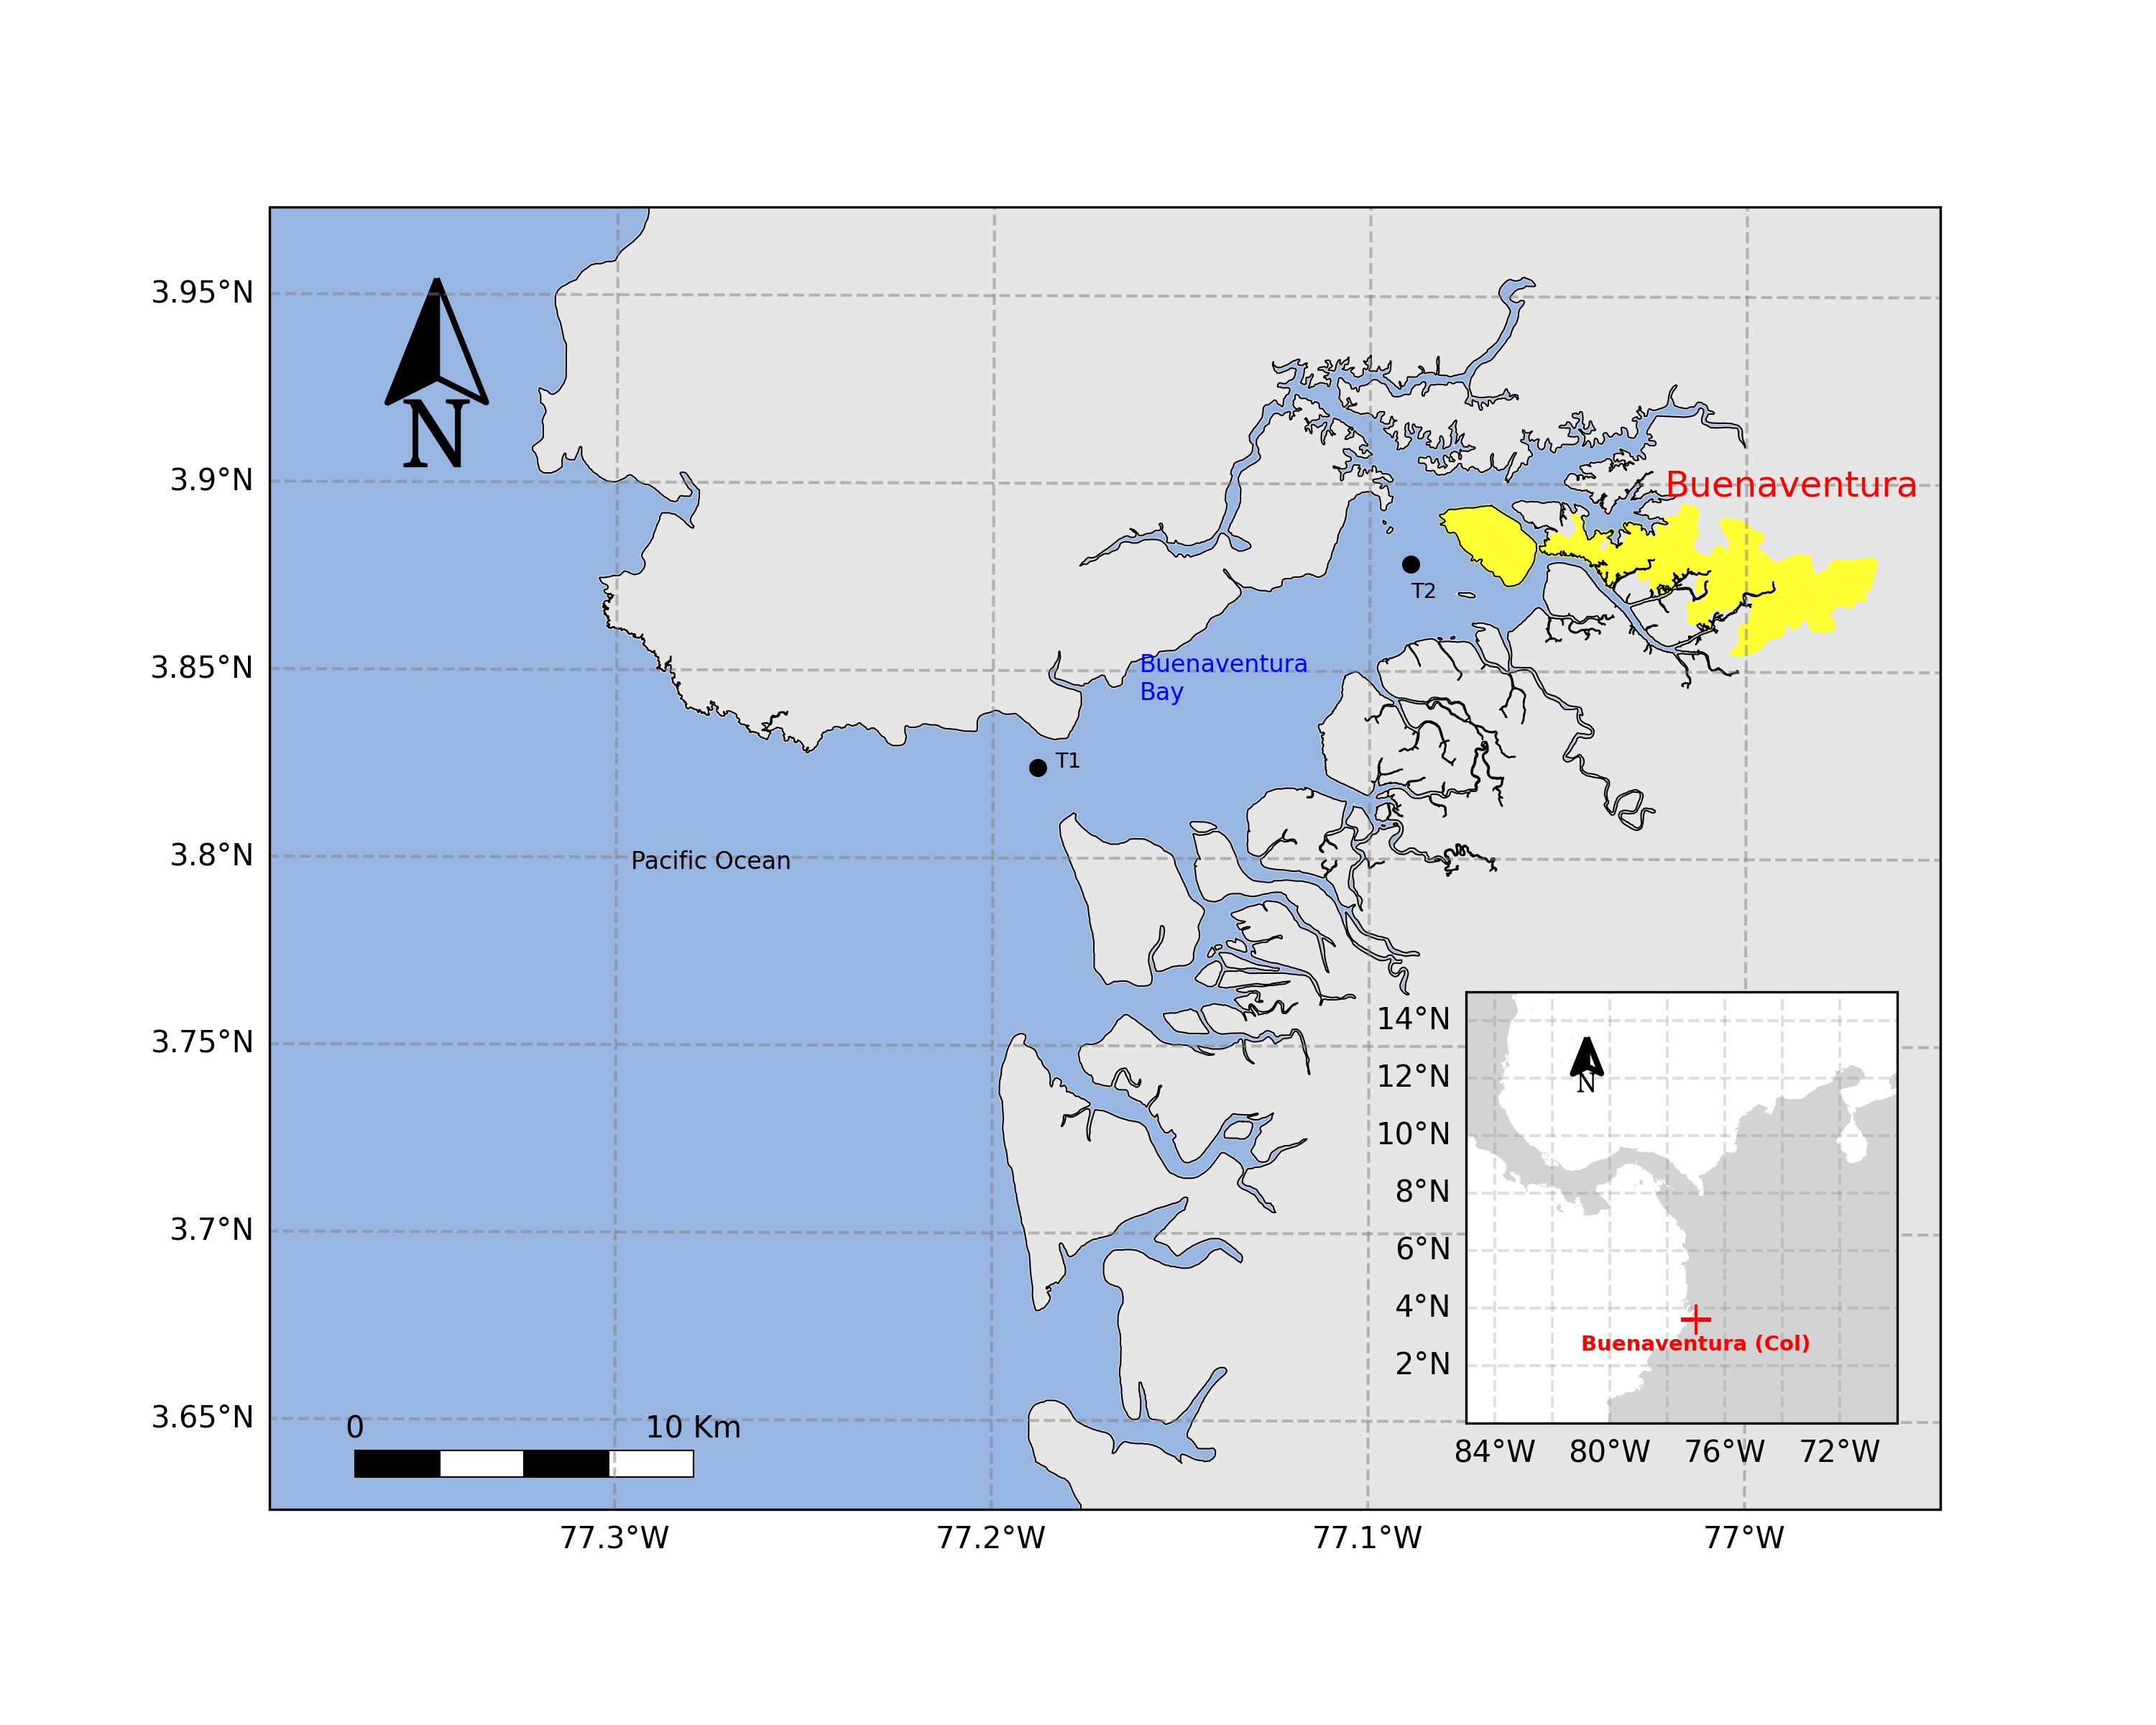 3.95°N
3.9°N
3.85°N
3.8°N
3.75°N
3.7°N
3.65°N
N
Buenaventura
T2
Buenaventura
Bay
T1
Pacific Ocean
0 10 Km
77.3°W 77.2°W 77.1°W 77°W
14°N
12°N
10°N
8°N
6°N
4°N
2°N
N
Buenaventura (Col)
84°W 80°W 76°W 72°W